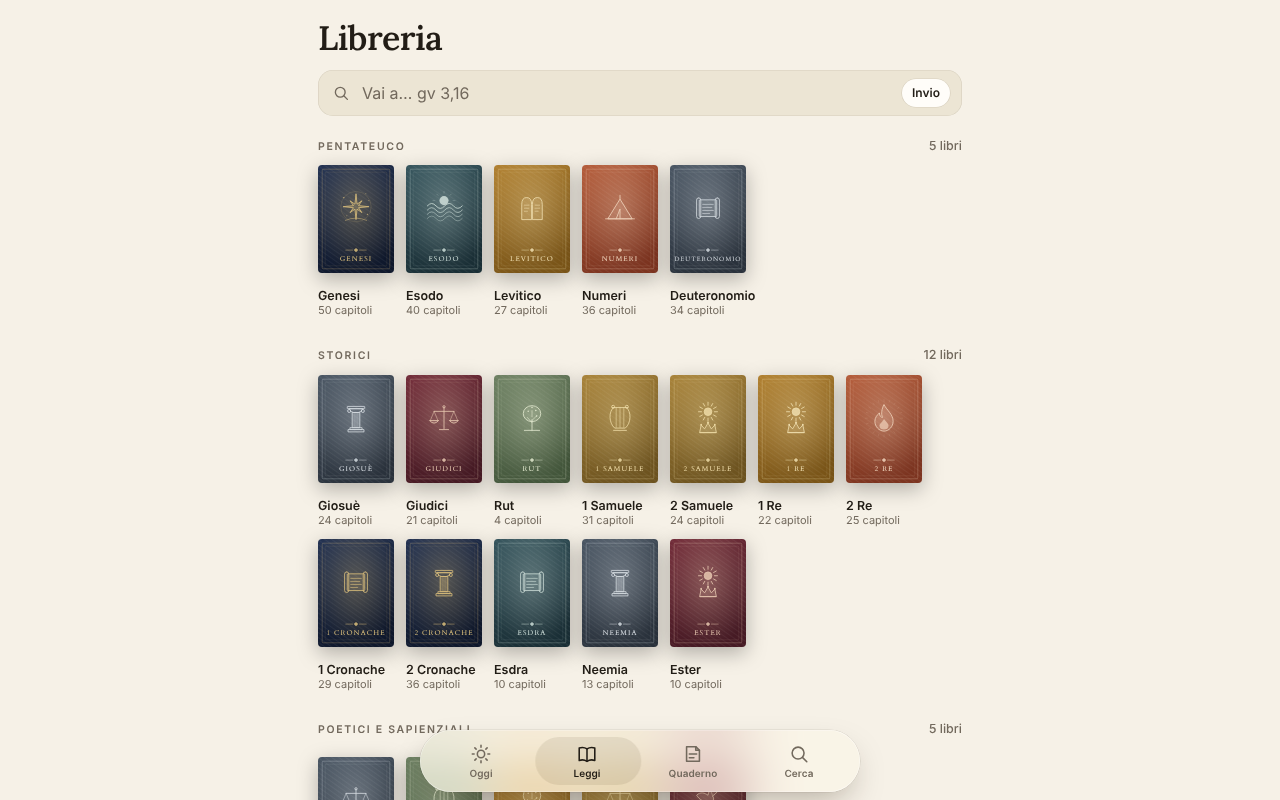 Libreria
Vai a… gv 3,16
Invio
PENTATEUCO
5 libri
GENESI
ESODO
LEVITICO
NUMERI
DEUTERONOMIO
Genesi
Esodo
Levitico
Numeri
Deuteronomio
50 capitoli
40 capitoli
27 capitoli
36 capitoli
34 capitoli
STORICI
12 libri
GIOSUÈ
GIUDICI
RUT
1 SAMUELE
2 SAMUELE
1 RE
2 RE
Giosuè
Giudici
Rut
1 Samuele
2 Samuele
1 Re
2 Re
24 capitoli
21 capitoli
4 capitoli
31 capitoli
24 capitoli
22 capitoli
25 capitoli
1 CRONACHE
2 CRONACHE
ESDRA
NEEMIA
ESTER
1 Cronache
2 Cronache
Esdra
Neemia
Ester
29 capitoli
36 capitoli
10 capitoli
13 capitoli
10 capitoli
POETICI E SAPIENZIALI
5 libri
Oggi
Leggi
Quaderno
Cerca